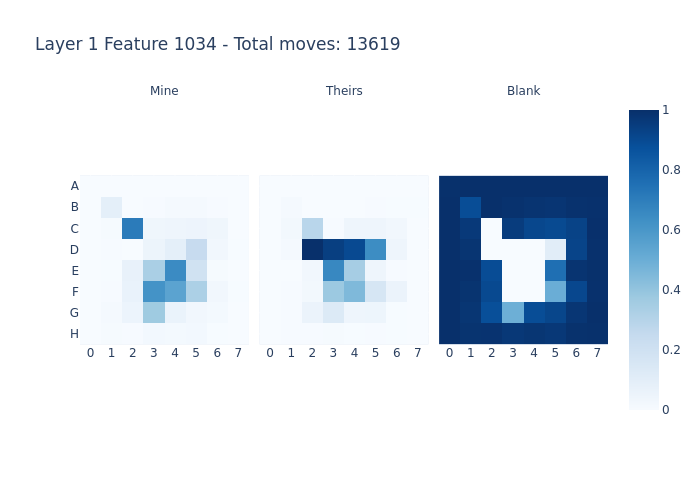 Layer 1 Feature 1034 - Total moves: 13619
Mine Theirs Blank
1
A
B
0.8
C
D
0.6
E
0.4
F
G
0.2
H
0 1 2 3 4 5 6 7 0 1 2 3 4 5 6 7 0 1 2 3 4 5 6 7
0